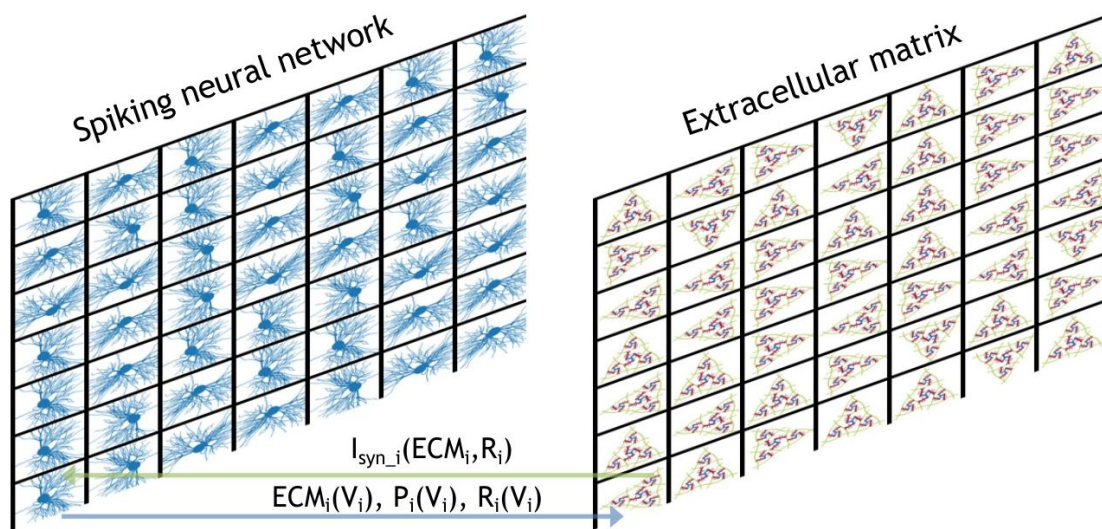 Spiking neural network
Extracellular matrix
I_syn_i(ECM_i,R_i)
ECM_i(V_i), P_i(V_i), R_i(V_i)